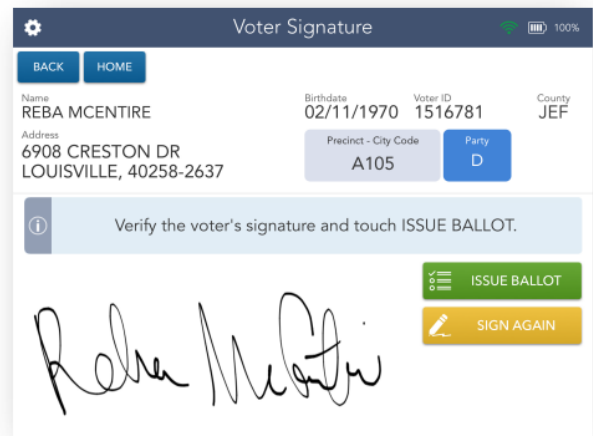 Voter Signature
100%
BACK HOME
Name Birthdate Voter ID County
REBA MCENTIRE 02/11/1970 1516781 JEF
Address
6908 CRESTON DR
LOUISVILLE, 40258-2637
Precinct - City Code Party
A105 D
Verify the voter's signature and touch ISSUE BALLOT.
ISSUE BALLOT
SIGN AGAIN
Reba McEntire